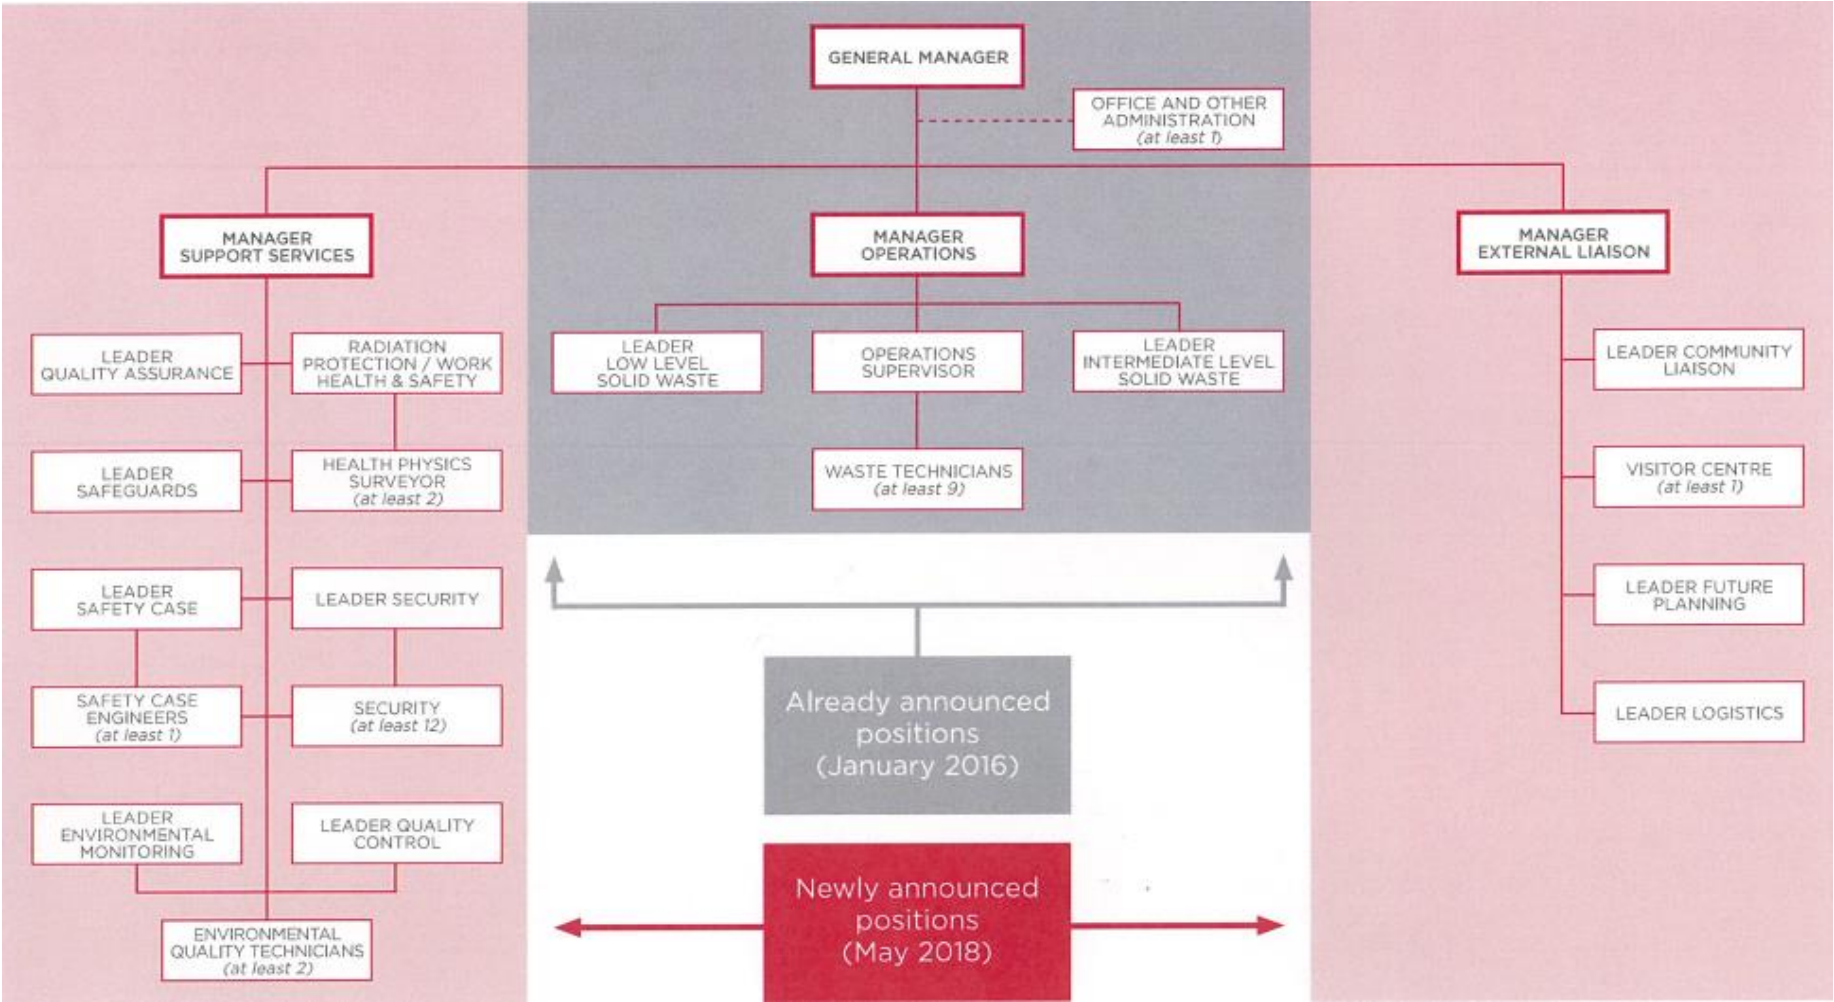 GENERAL MANAGER
OFFICE AND OTHER
ADMINISTRATION
(at least 1)
MANAGER
SUPPORT SERVICES
MANAGER
OPERATIONS
MANAGER
EXTERNAL LIAISON
LEADER
QUALITY ASSURANCE
RADIATION
PROTECTION / WORK
HEALTH & SAFETY
LEADER
LOW LEVEL
SOLID WASTE
OPERATIONS
SUPERVISOR
LEADER
INTERMEDIATE LEVEL
SOLID WASTE
LEADER COMMUNITY
LIAISON
LEADER
SAFEGUARDS
HEALTH PHYSICS
SURVEYOR
(at least 2)
WASTE TECHNICIANS
(at least 9)
VISITOR CENTRE
(at least 1)
LEADER
SAFETY CASE
LEADER SECURITY
LEADER FUTURE
PLANNING
SAFETY CASE
ENGINEERS
(at least 1)
SECURITY
(at least 12)
LEADER LOGISTICS
Already announced
positions
(January 2016)
LEADER
ENVIRONMENTAL
MONITORING
LEADER QUALITY
CONTROL
Newly announced
positions
(May 2018)
ENVIRONMENTAL
QUALITY TECHNICIANS
(at least 2)